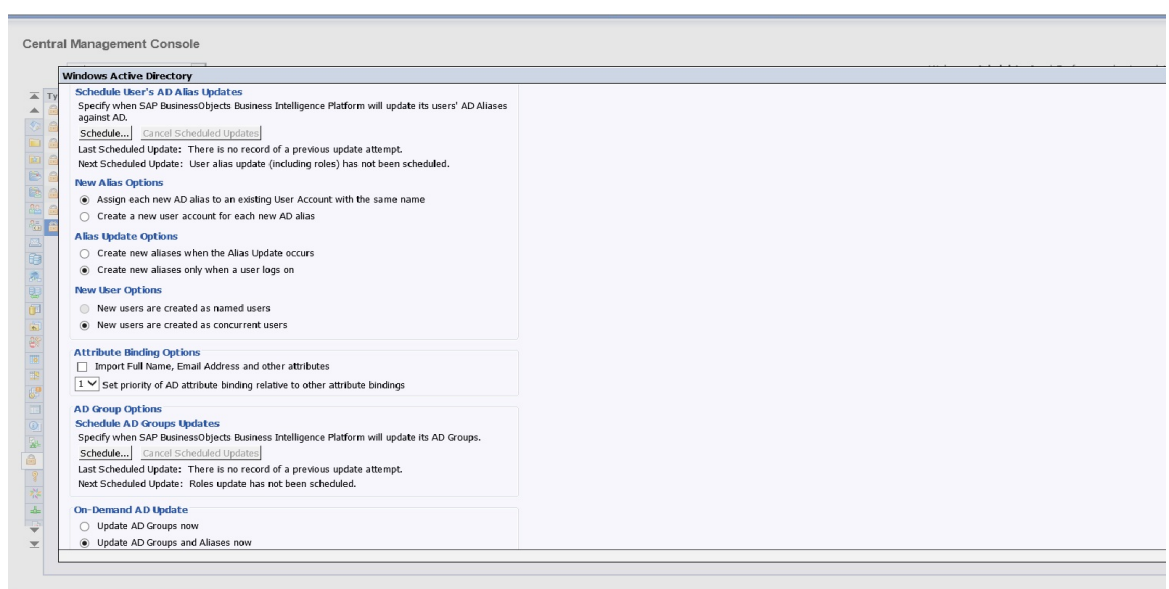 Central Management Console
Windows Active Directory
Ty
Schedule User's AD Alias Updates
Specify when SAP BusinessObjects Business Intelligence Platform will update its users' AD Aliases
against AD.
Schedule... Cancel Scheduled Updates
Last Scheduled Update: There is no record of a previous update attempt.
Next Scheduled Update: User alias update (including roles) has not been scheduled.
New Alias Options
Assign each new AD alias to an existing User Account with the same name
Create a new user account for each new AD alias
Alias Update Options
Create new aliases when the Alias Update occurs
Create new aliases only when a user logs on
New User Options
New users are created as named users
New users are created as concurrent users
Attribute Binding Options
Import Full Name, Email Address and other attributes
1 Set priority of AD attribute binding relative to other attribute bindings
AD Group Options
Schedule AD Groups Updates
Specify when SAP BusinessObjects Business Intelligence Platform will update its AD Groups.
Schedule... Cancel Scheduled Updates
Last Scheduled Update: There is no record of a previous update attempt.
Next Scheduled Update: Roles update has not been scheduled.
On-Demand AD Update
Update AD Groups now
Update AD Groups and Aliases now